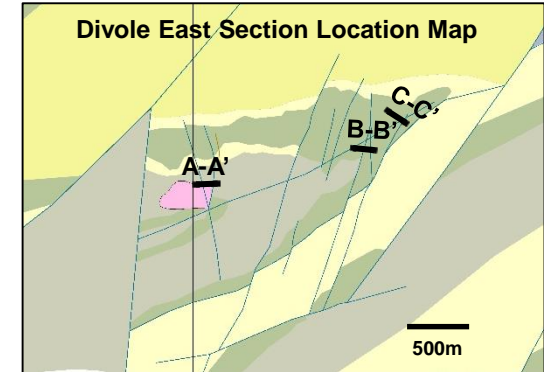 Divole East Section Location Map
C-C'
B-B'
A-A'
500m